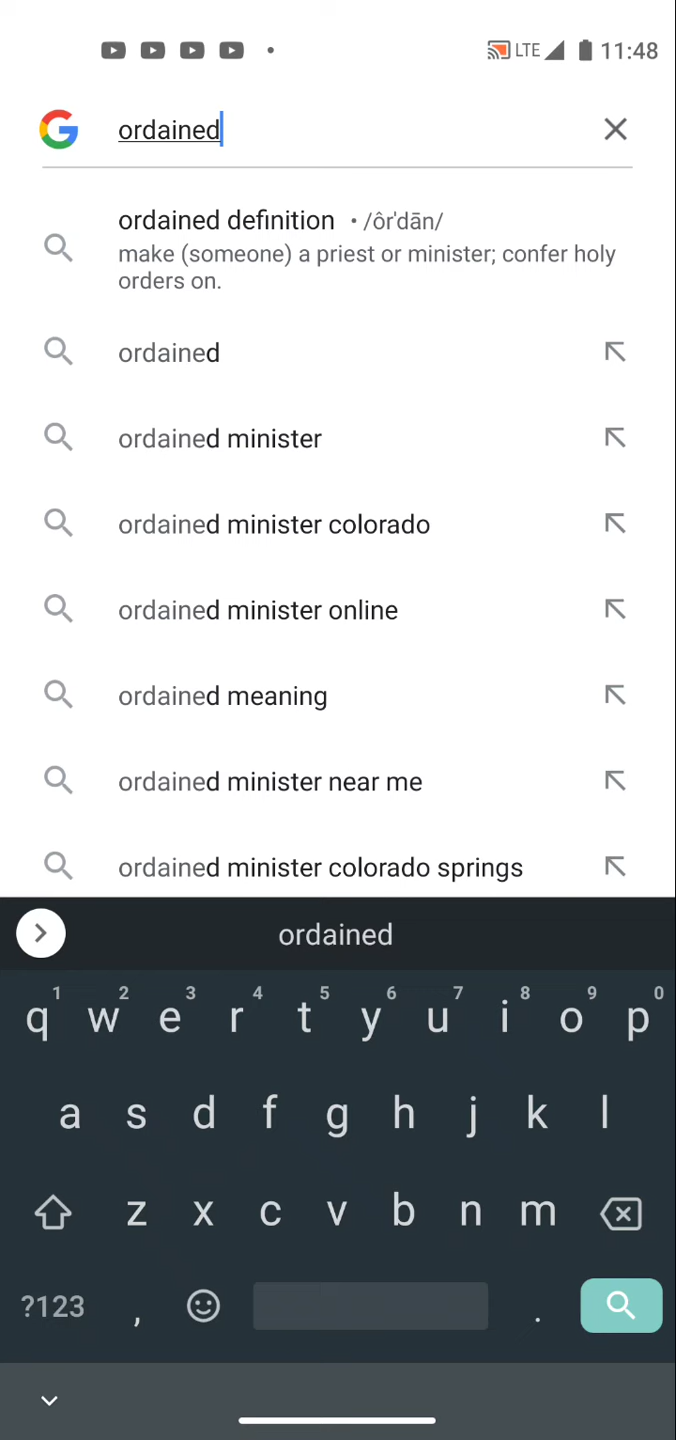 LTE 11:48
ordained
ordained definition • /ôrˈdān/
make (someone) a priest or minister; confer holy
orders on.
ordained
ordained minister
ordained minister colorado
ordained minister online
ordained meaning
ordained minister near me
ordained minister colorado springs
ordained
1 2 3 4 5 6 7 8 9 0
q w e r t y u i o p
a s d f g h j k l
z x c v b n m
?123 , .